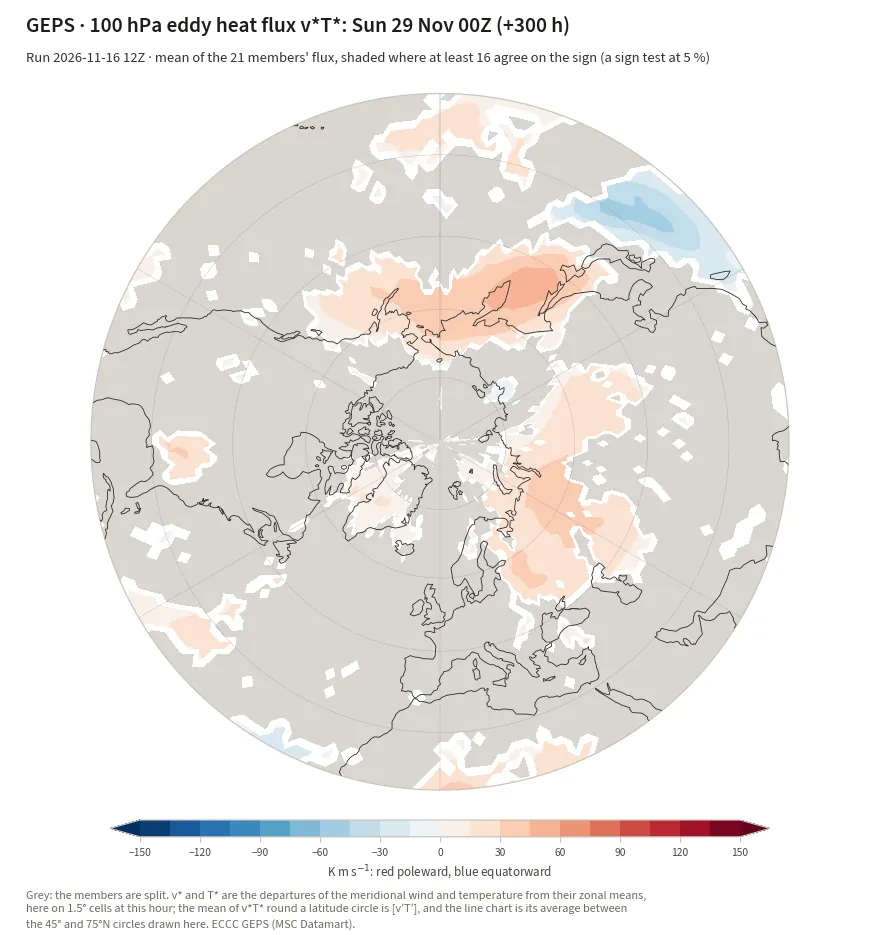 GEPS · 100 hPa eddy heat flux v*T*: Sun 29 Nov 00Z (+300 h)
Run 2026-11-16 12Z · mean of the 21 members' flux, shaded where at least 16 agree on the sign (a sign test at 5 %)
−150 −120 −90 −60 −30 0 30 60 90 120 150
K m s⁻¹: red poleward, blue equatorward
Grey: the members are split. v* and T* are the departures of the meridional wind and temperature from their zonal means,
here on 1.5° cells at this hour; the mean of v*T* round a latitude circle is [v'T'], and the line chart is its average between
the 45° and 75°N circles drawn here. ECCC GEPS (MSC Datamart).